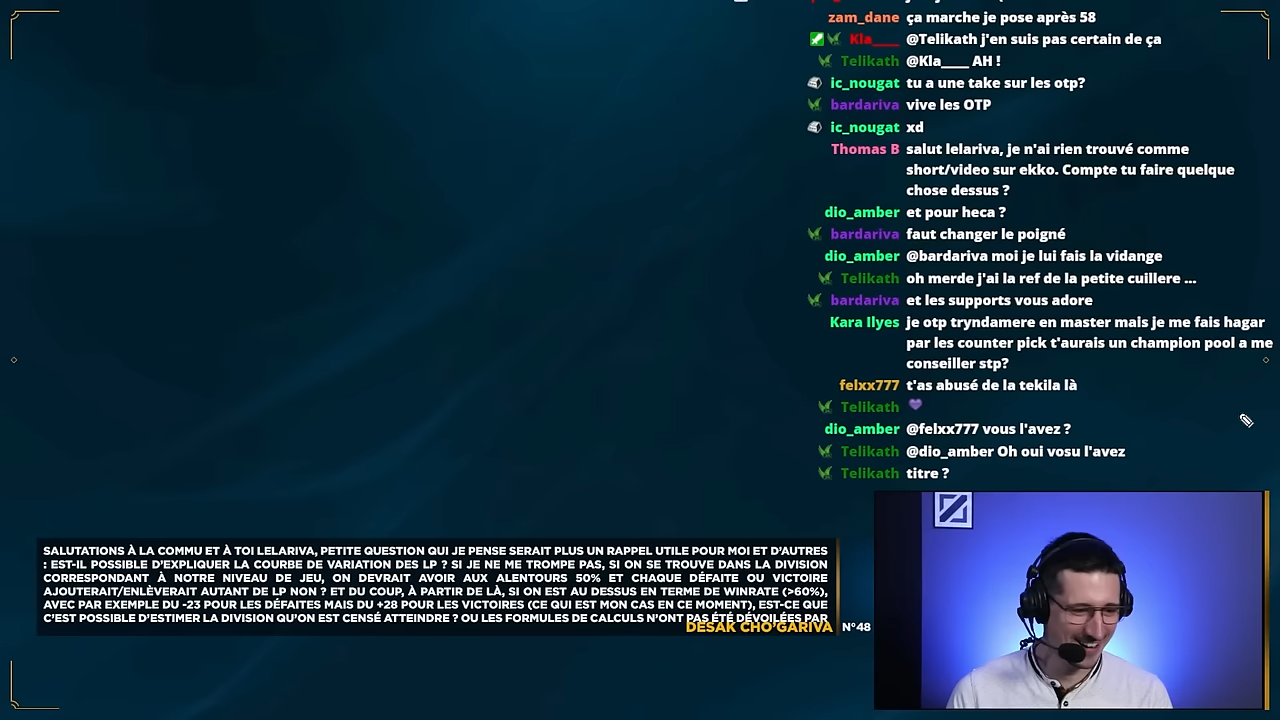 zam_dane ça marche je pose après 58
Kla____ @Telikath j'en suis pas certain de ça
Telikath @Kla____ AH !
ic_nougat tu a une take sur les otp?
bardariva vive les OTP
ic_nougat xd
Thomas B salut lelariva, je n'ai rien trouvé comme
short/video sur ekko. Compte tu faire quelque
chose dessus ?
dio_amber et pour heca ?
bardariva faut changer le poigné
dio_amber @bardariva moi je lui fais la vidange
Telikath oh merde j'ai la ref de la petite cuillere ...
bardariva et les supports vous adore
Kara Ilyes je otp tryndamere en master mais je me fais hagar
par les counter pick t'aurais un champion pool a me
conseiller stp?
felxx777 t'as abusé de la tekila là
Telikath 💜
dio_amber @felxx777 vous l'avez ?
Telikath @dio_amber Oh oui vosu l'avez
Telikath titre ?
SALUTATIONS À LA COMMU ET À TOI LELARIVA, PETITE QUESTION QUI JE PENSE SERAIT PLUS UN RAPPEL UTILE POUR MOI ET D'AUTRES
: EST-IL POSSIBLE D'EXPLIQUER LA COURBE DE VARIATION DES LP ? SI JE NE ME TROMPE PAS, SI ON SE TROUVE DANS LA DIVISION
CORRESPONDANT À NOTRE NIVEAU DE JEU, ON DEVRAIT AVOIR AUX ALENTOURS 50% ET CHAQUE DÉFAITE OU VICTOIRE
AJOUTERAIT/ENLÈVERAIT AUTANT DE LP NON ? ET DU COUP, À PARTIR DE LÀ, SI ON EST AU DESSUS EN TERME DE WINRATE (>60%),
AVEC PAR EXEMPLE DU -23 POUR LES DÉFAITES MAIS DU +28 POUR LES VICTOIRES (CE QUI EST MON CAS EN CE MOMENT), EST-CE QUE
C'EST POSSIBLE D'ESTIMER LA DIVISION QU'ON EST CENSÉ ATTEINDRE ? OU LES FORMULES DE CALCULS N'ONT PAS ÉTÉ DÉVOILÉES PAR
DESAK CHO'GARIVA N°48